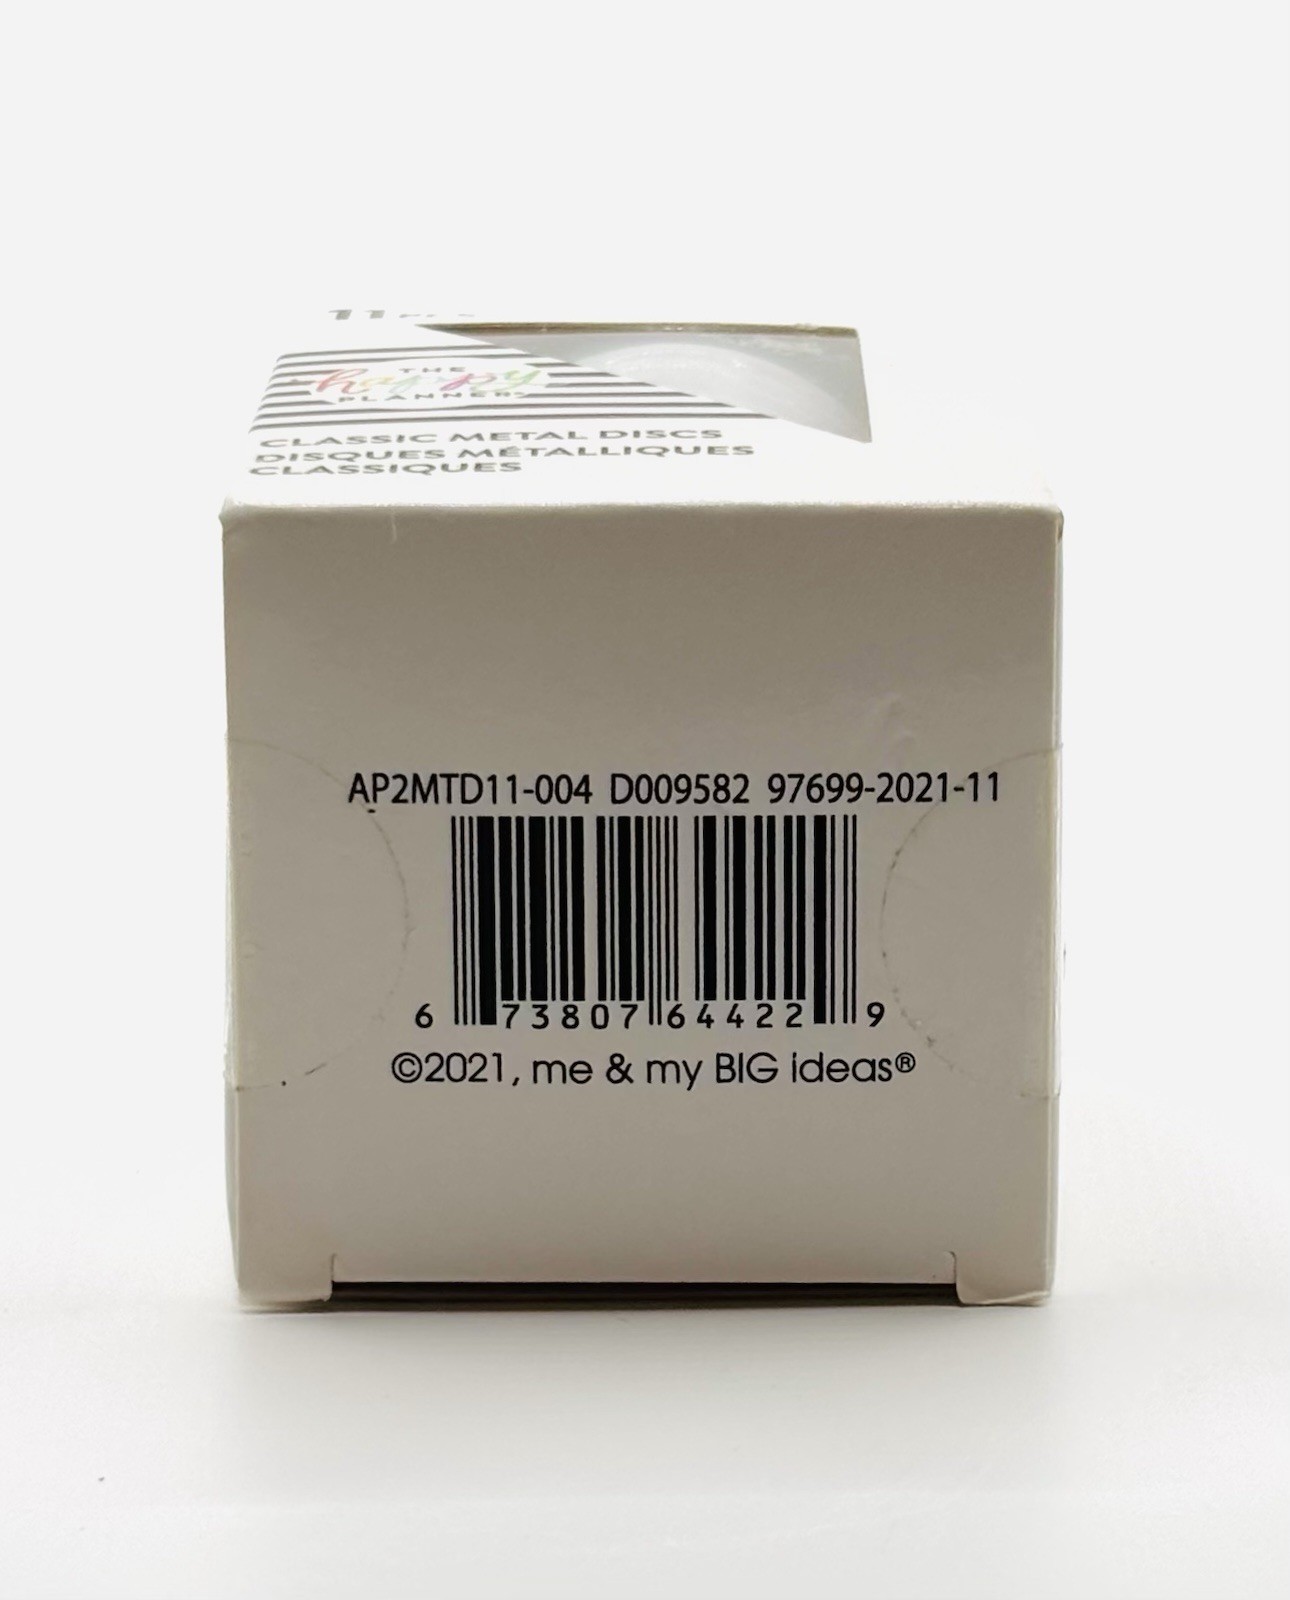 THE
happy
PLANNER®
CLASSIC METAL DISCS
DISQUES MÉTALLIQUES
CLASSIQUES
AP2MTD11-004 D009582 97699-2021-11
6 73807 64422 9
©2021, me & my BIG ideas®